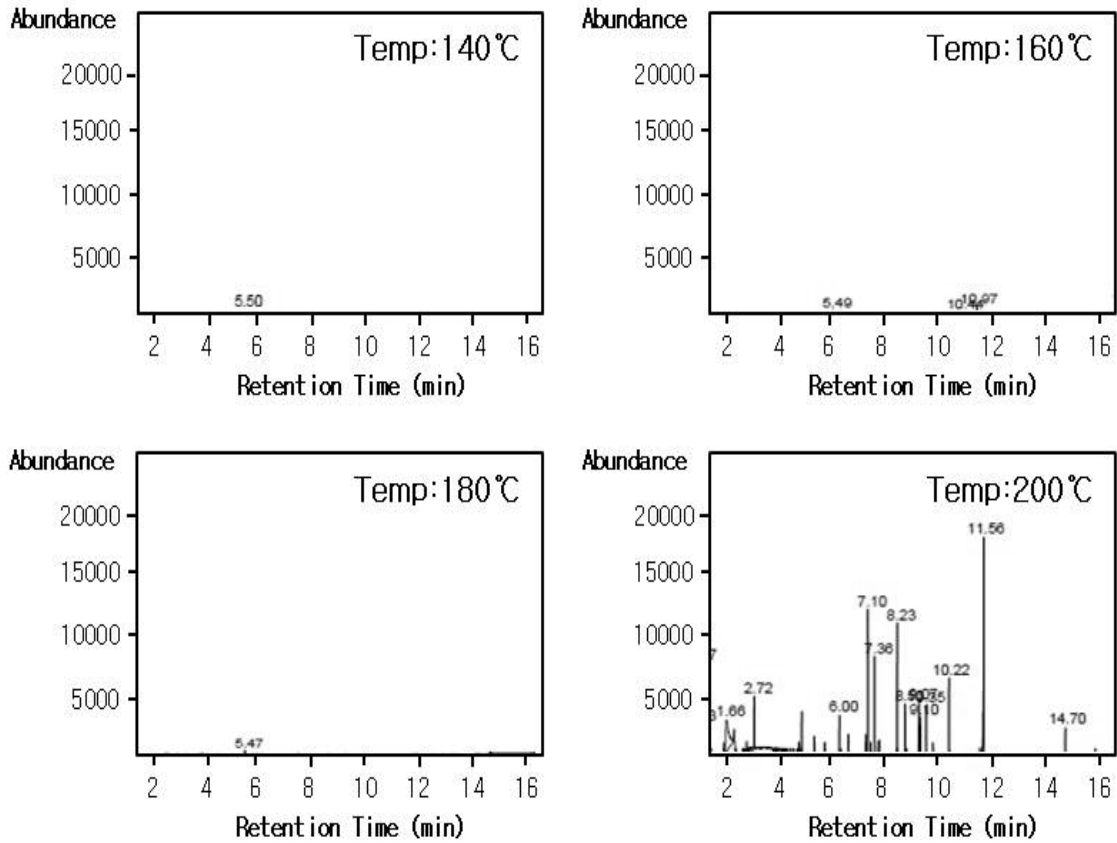 Abundance
Temp:140℃
20000
15000
10000
5000
5.50
2 4 6 8 10 12 14 16
Retention Time (min)
Abundance
Temp:160℃
20000
15000
10000
5000
5.49
10.97
2 4 6 8 10 12 14 16
Retention Time (min)
Abundance
Temp:180℃
20000
15000
10000
5000
5.47
2 4 6 8 10 12 14 16
Retention Time (min)
Abundance
Temp:200℃
20000
15000
10000
5000
11.56
7.10
8.23
7.36
10.22
2.72
6.00
1.66
14.70
2 4 6 8 10 12 14 16
Retention Time (min)